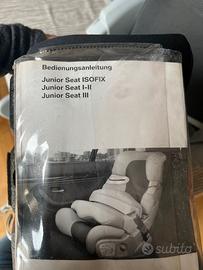 Bedienungsanleitung
Junior Seat ISOFIX
Junior Seat I-II
Junior Seat III
subito